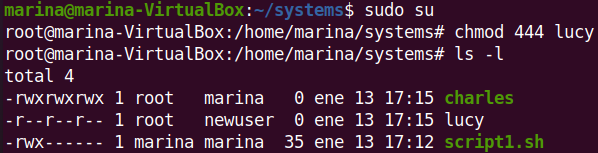 marina@marina-VirtualBox:~/systems$ sudo su
root@marina-VirtualBox:/home/marina/systems# chmod 444 lucy
root@marina-VirtualBox:/home/marina/systems# ls -l
total 4
-rwxrwxrwx 1 root   marina   0 ene 13 17:15 charles
-r--r--r-- 1 root   newuser  0 ene 13 17:15 lucy
-rwx------ 1 marina marina  35 ene 13 17:12 script1.sh